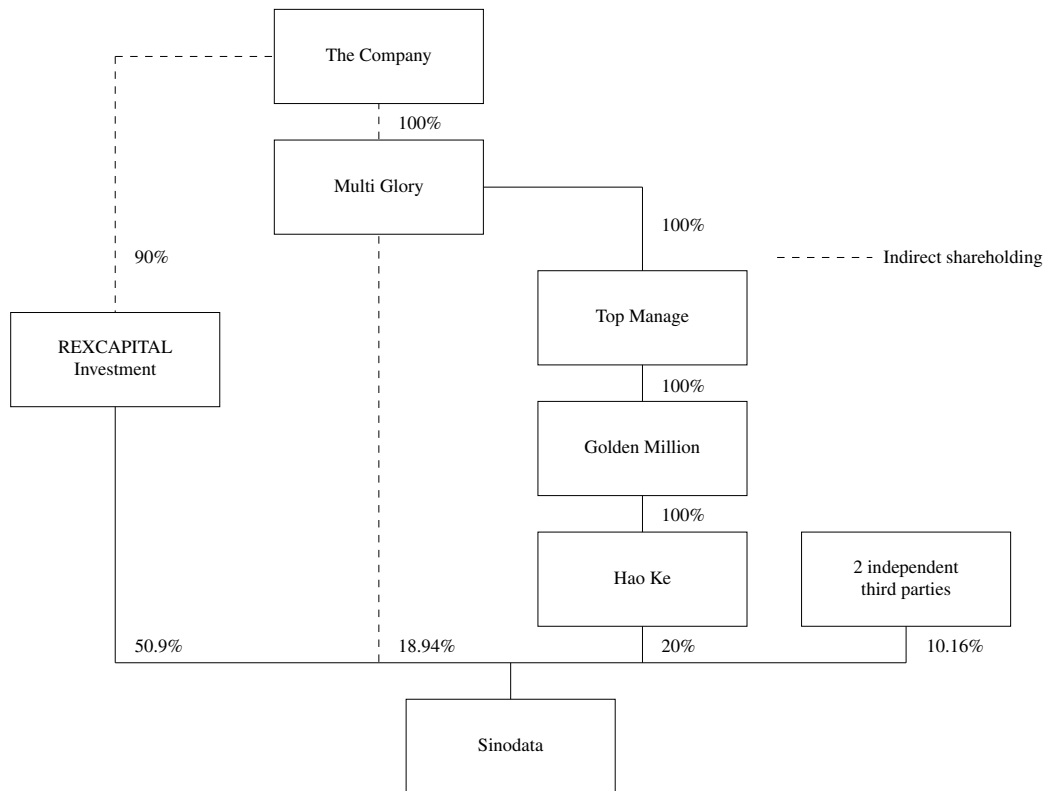 The Company
100%
Multi Glory
100%
90%
Indirect shareholding
Top Manage
REXCAPITAL
Investment
100%
Golden Million
100%
Hao Ke
2 independent
third parties
50.9%
18.94%
20%
10.16%
Sinodata